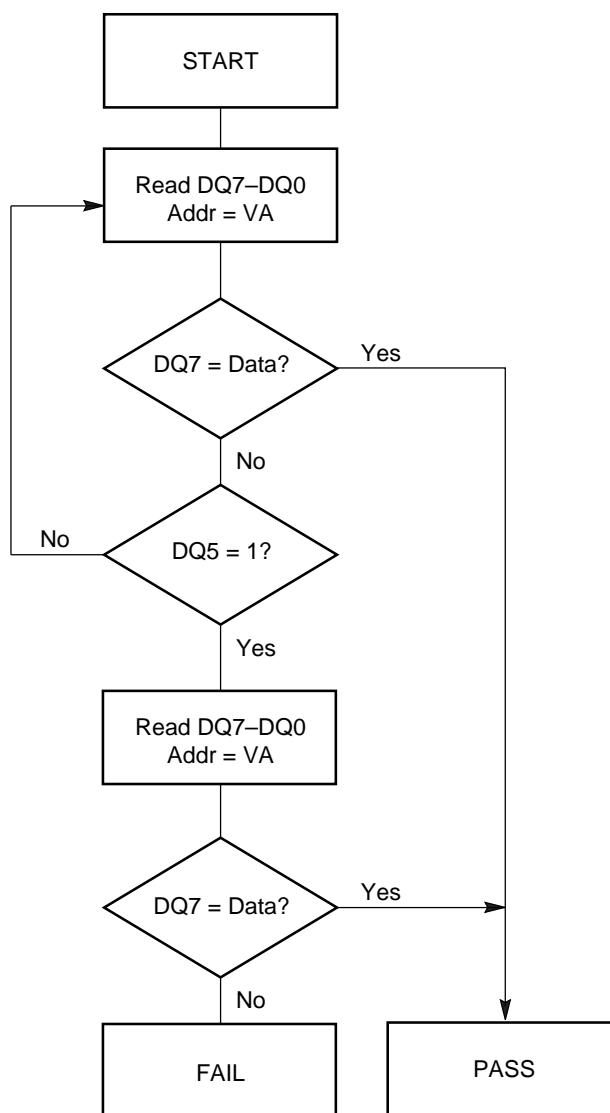 START
Read DQ7–DQ0
Addr = VA
DQ7 = Data?
Yes
No
No
DQ5 = 1?
Yes
Read DQ7–DQ0
Addr = VA
DQ7 = Data?
Yes
No
FAIL
PASS